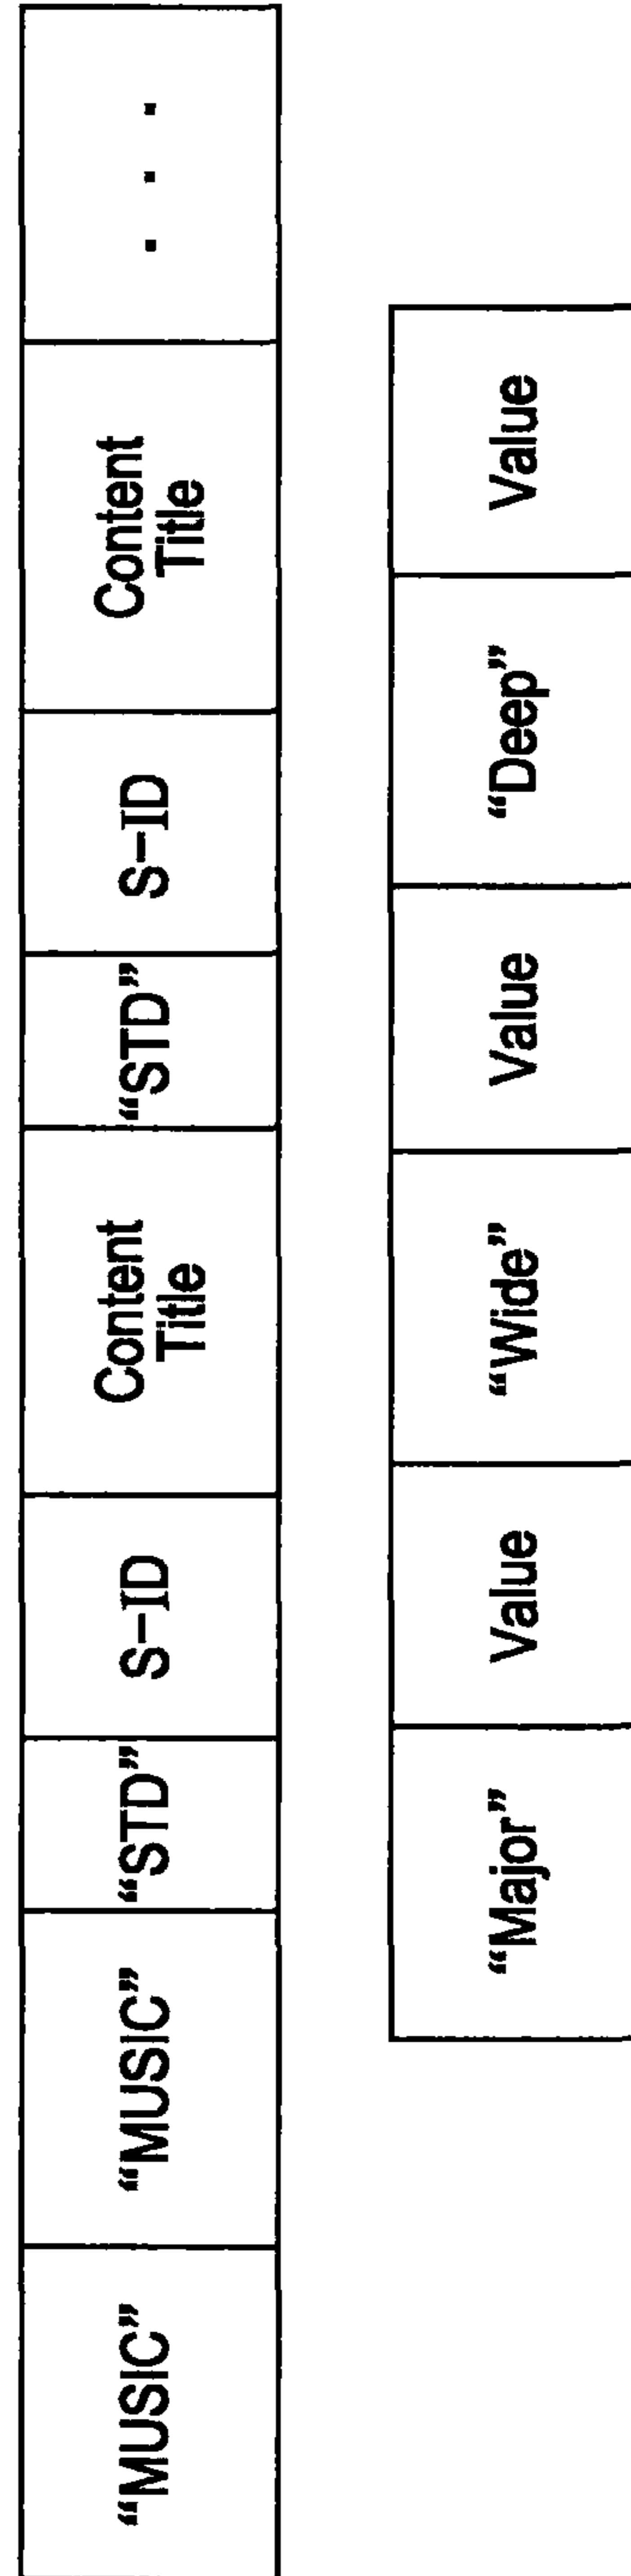 “MUSIC”
“MUSIC”
“STD”
S-ID
Content
Title
“STD”
S-ID
Content
Title
. . .
“Major”
Value
“Wide”
Value
“Deep”
Value